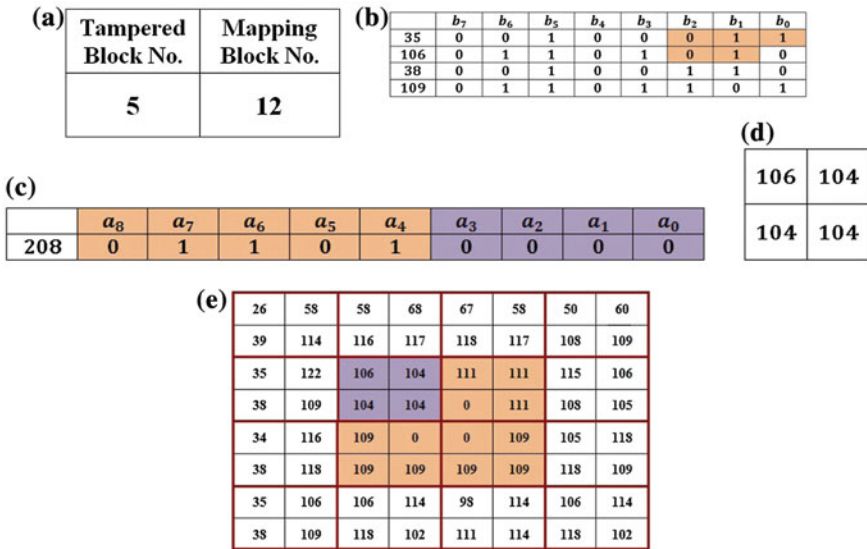 (a)
Tampered Block No. Mapping Block No.
5 12
(b)
b7 b6 b5 b4 b3 b2 b1 b0
35 0 0 1 0 0 0 1 1
106 0 1 1 0 1 0 1 0
38 0 0 1 0 0 1 1 0
109 0 1 1 0 1 1 0 1
(c)
a8 a7 a6 a5 a4 a3 a2 a1 a0
208 0 1 1 0 1 0 0 0 0
(d)
106 104
104 104
(e)
26 58 58 68 67 58 50 60
39 114 116 117 118 117 108 109
35 122 106 104 111 111 115 106
38 109 104 104 0 111 108 105
34 116 109 0 0 109 105 118
38 118 109 109 109 109 118 109
35 106 106 114 98 114 106 114
38 109 118 102 111 114 118 102